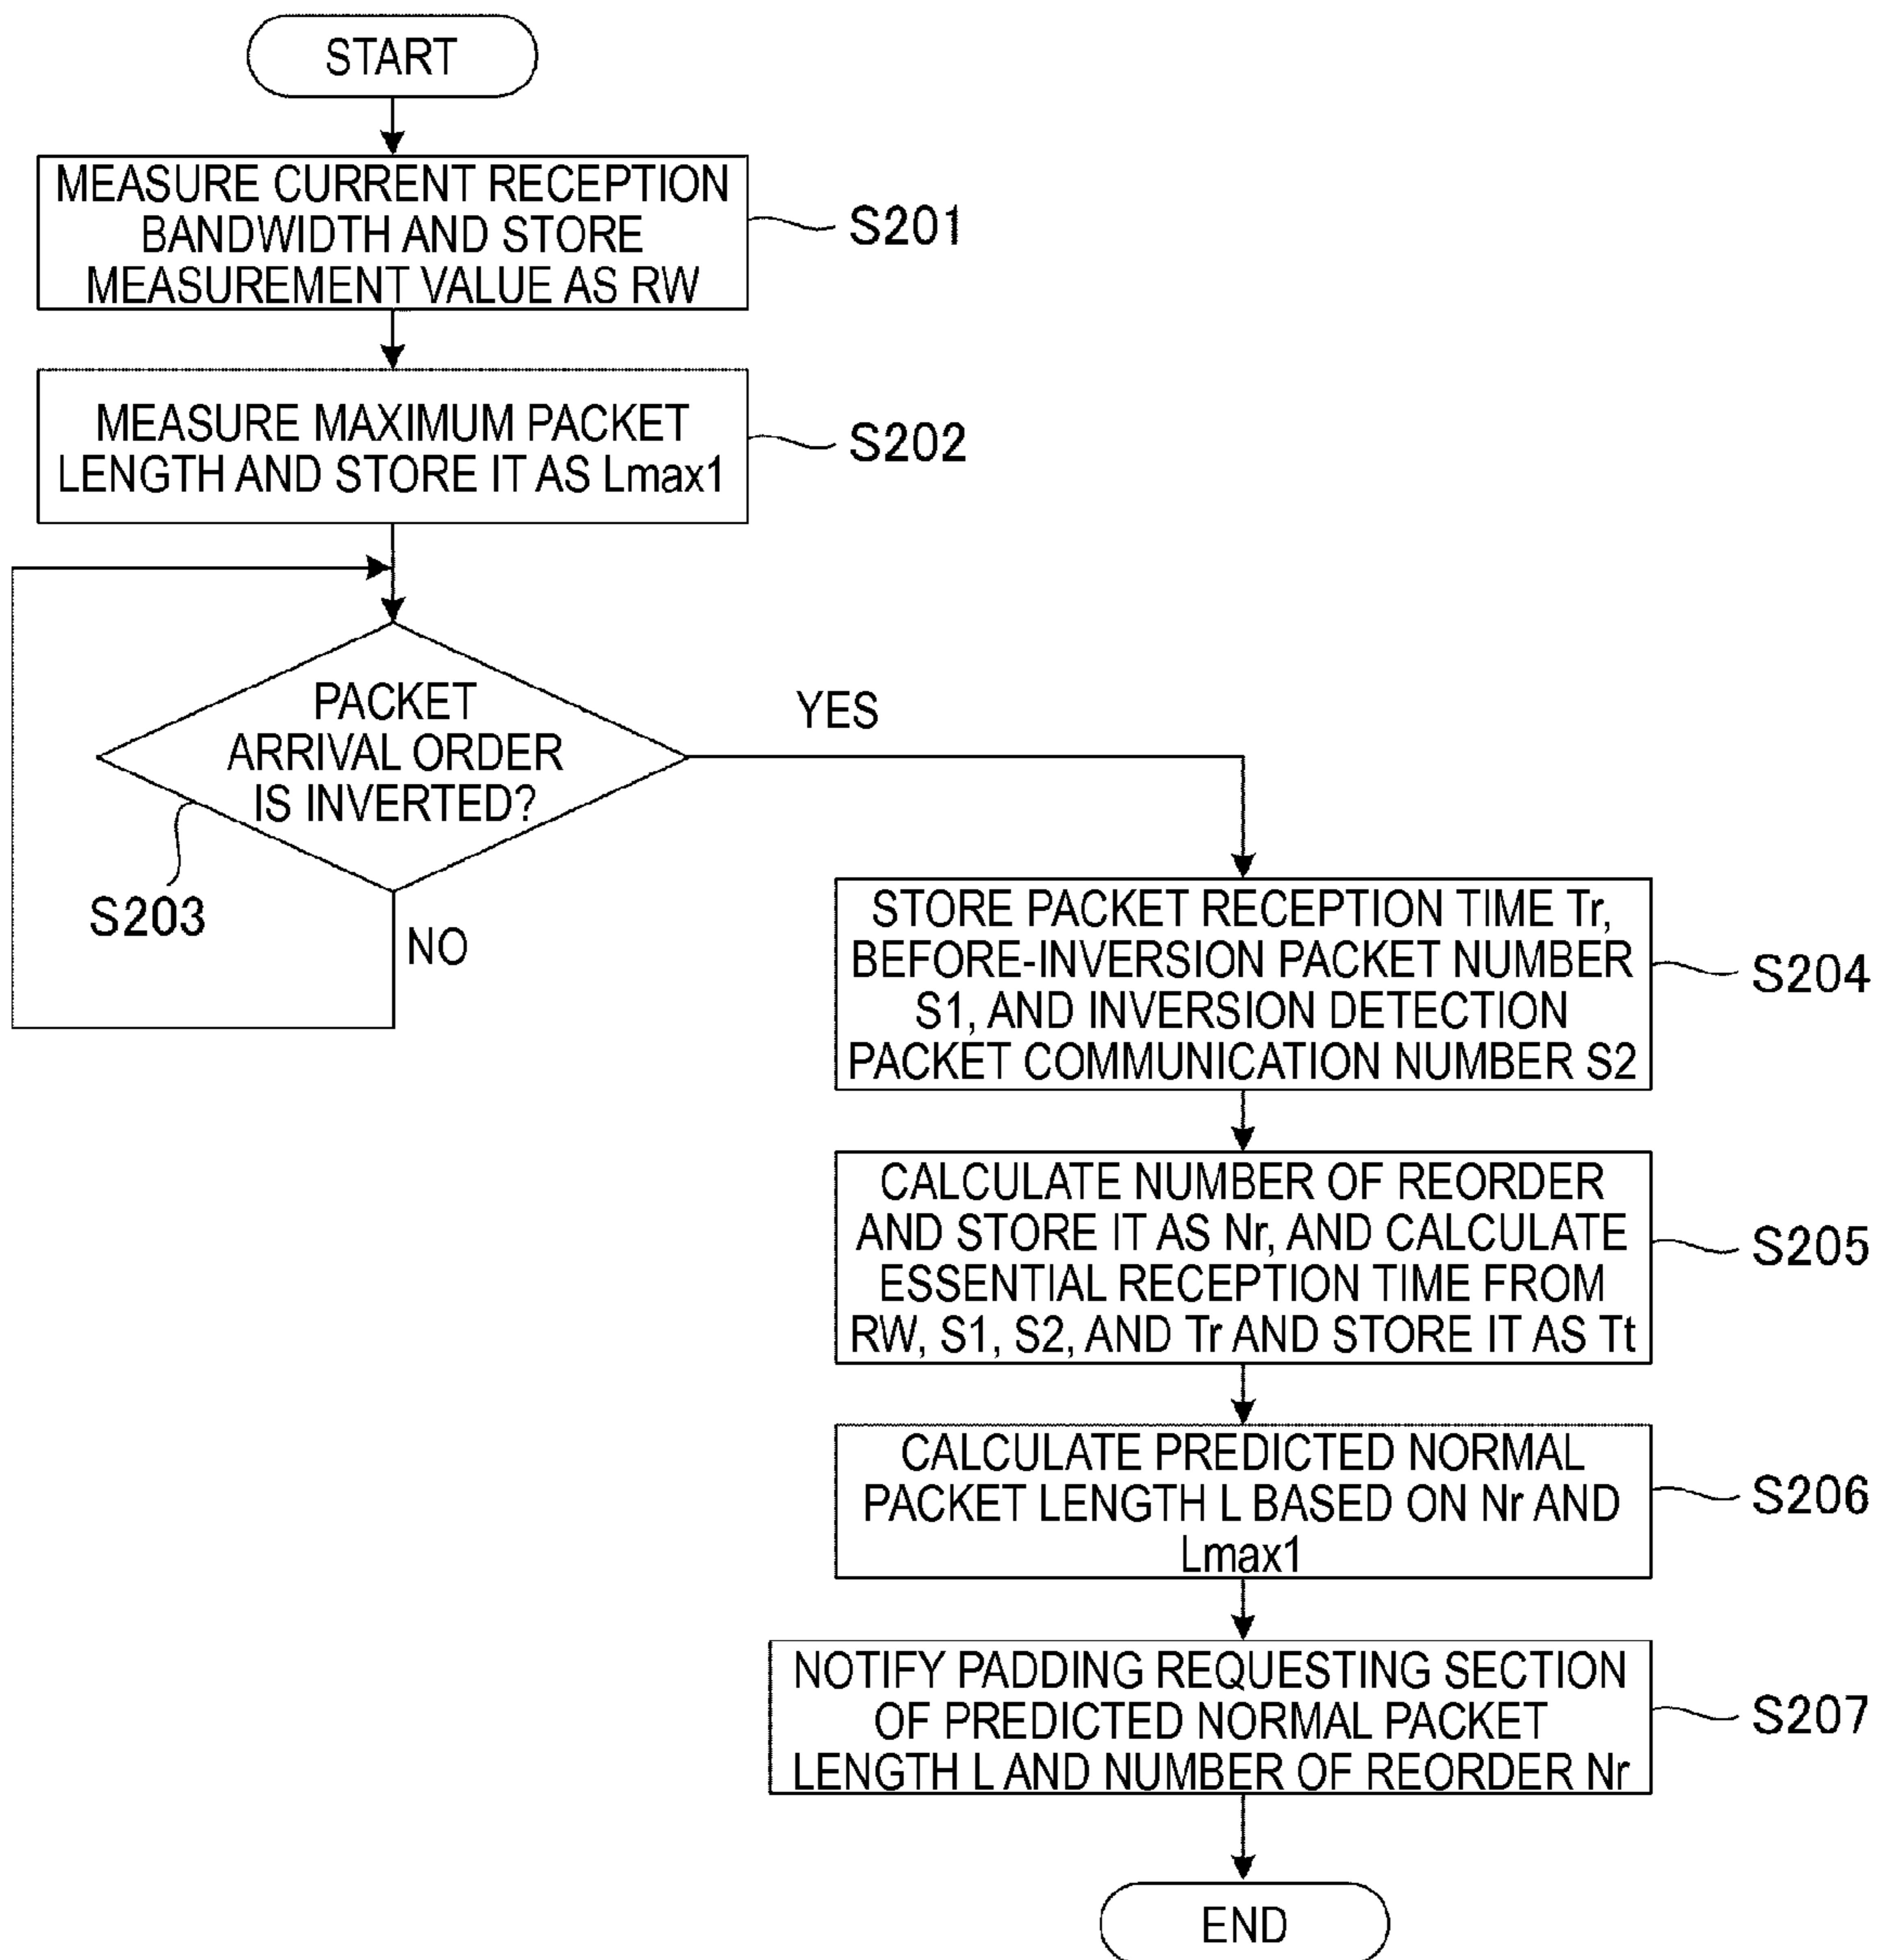 START
MEASURE CURRENT RECEPTION
BANDWIDTH AND STORE
MEASUREMENT VALUE AS RW
S201
MEASURE MAXIMUM PACKET
LENGTH AND STORE IT AS Lmax1
S202
PACKET
ARRIVAL ORDER
IS INVERTED?
S203
YES
NO
STORE PACKET RECEPTION TIME Tr,
BEFORE-INVERSION PACKET NUMBER
S1, AND INVERSION DETECTION
PACKET COMMUNICATION NUMBER S2
S204
CALCULATE NUMBER OF REORDER
AND STORE IT AS Nr, AND CALCULATE
ESSENTIAL RECEPTION TIME FROM
RW, S1, S2, AND Tr AND STORE IT AS Tt
S205
CALCULATE PREDICTED NORMAL
PACKET LENGTH L BASED ON Nr AND
Lmax1
S206
NOTIFY PADDING REQUESTING SECTION
OF PREDICTED NORMAL PACKET
LENGTH L AND NUMBER OF REORDER Nr
S207
END